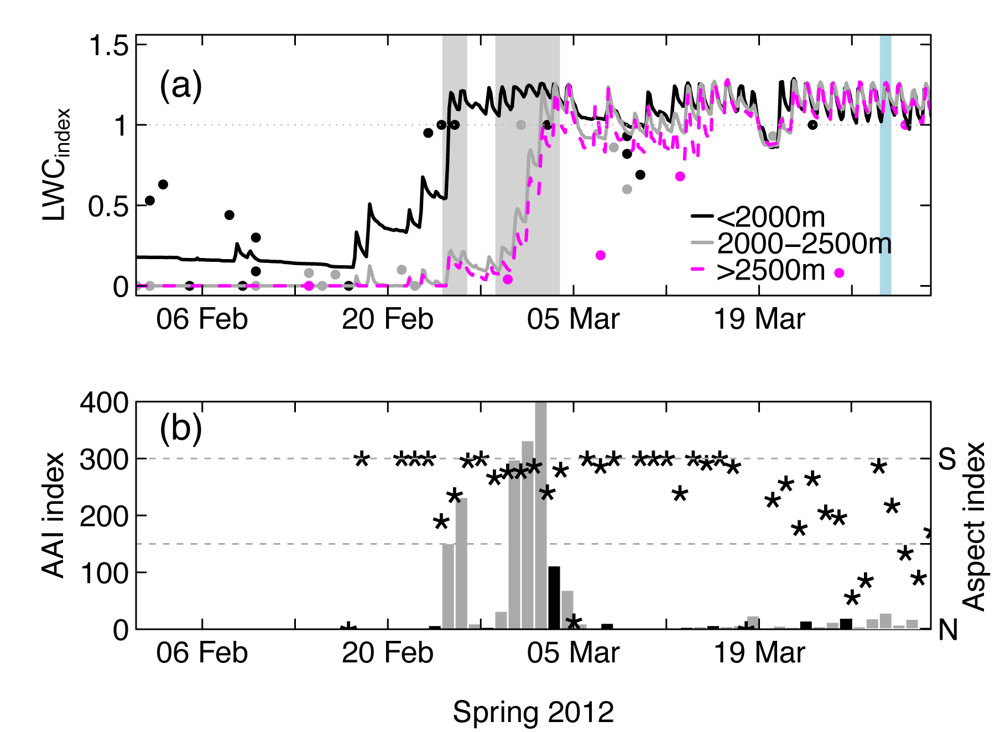 (a)
LWCindex
1.5
1
0.5
0
<2000m
2000−2500m
>2500m
06 Feb
20 Feb
05 Mar
19 Mar
(b)
AAI index
400
300
200
100
0
S
N
Aspect index
06 Feb
20 Feb
05 Mar
19 Mar
Spring 2012